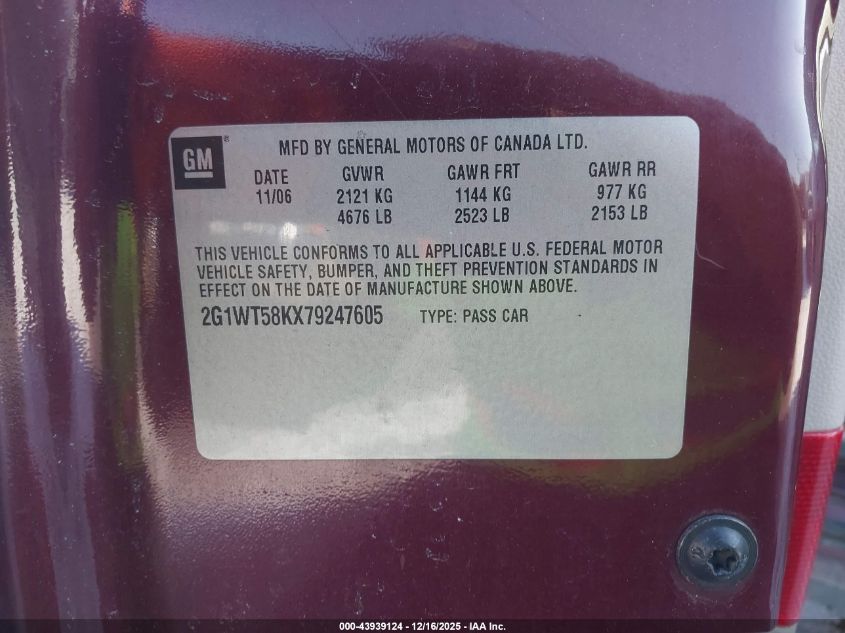 GM®
MFD BY GENERAL MOTORS OF CANADA LTD.
DATE GVWR GAWR FRT GAWR RR
11/06 2121 KG 1144 KG 977 KG
4676 LB 2523 LB 2153 LB
THIS VEHICLE CONFORMS TO ALL APPLICABLE U.S. FEDERAL MOTOR
VEHICLE SAFETY, BUMPER, AND THEFT PREVENTION STANDARDS IN
EFFECT ON THE DATE OF MANUFACTURE SHOWN ABOVE.
2G1WT58KX79247605 TYPE: PASS CAR
000-43939124 - 12/16/2025 - IAA Inc.